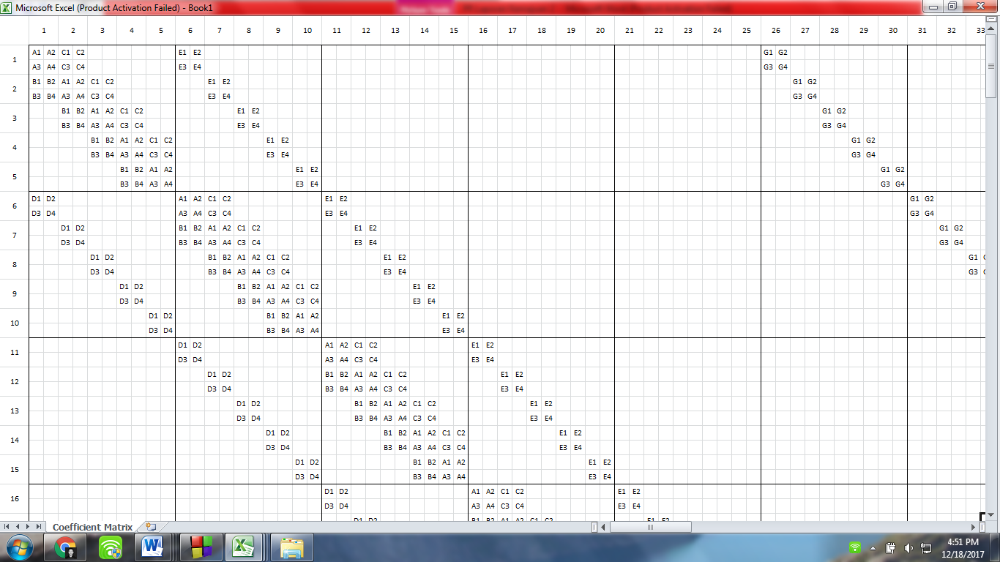 Microsoft Excel (Product Activation Failed) - Book1
1 2 3 4 5 6 7 8 9 10 11 12 13 14 15 16 17 18 19 20 21 22 23 24 25 26 27 28 29 30 31 32 33
A1 A2 C1 C2 E1 E2 G1 G2
1
A3 A4 C3 C4 E3 E4 G3 G4
B1 B2 A1 A2 C1 C2 E1 E2 G1 G2
2
B3 B4 A3 A4 C3 C4 E3 E4 G3 G4
B1 B2 A1 A2 C1 C2 E1 E2 G1 G2
3
B3 B4 A3 A4 C3 C4 E3 E4 G3 G4
B1 B2 A1 A2 C1 C2 E1 E2 G1 G2
4
B3 B4 A3 A4 C3 C4 E3 E4 G3 G4
B1 B2 A1 A2 E1 E2 G1 G2
5
B3 B4 A3 A4 E3 E4 G3 G4
D1 D2 A1 A2 C1 C2 E1 E2 G1 G2
6
D3 D4 A3 A4 C3 C4 E3 E4 G3 G4
D1 D2 B1 B2 A1 A2 C1 C2 E1 E2 G1 G2
7
D3 D4 B3 B4 A3 A4 C3 C4 E3 E4 G3 G4
D1 D2 B1 B2 A1 A2 C1 C2 E1 E2 G1
8
D3 D4 B3 B4 A3 A4 C3 C4 E3 E4 G3
D1 D2 B1 B2 A1 A2 C1 C2 E1 E2
9
D3 D4 B3 B4 A3 A4 C3 C4 E3 E4
D1 D2 B1 B2 A1 A2 E1 E2
10
D3 D4 B3 B4 A3 A4 E3 E4
D1 D2 A1 A2 C1 C2 E1 E2
11
D3 D4 A3 A4 C3 C4 E3 E4
D1 D2 B1 B2 A1 A2 C1 C2 E1 E2
12
D3 D4 B3 B4 A3 A4 C3 C4 E3 E4
D1 D2 B1 B2 A1 A2 C1 C2 E1 E2
13
D3 D4 B3 B4 A3 A4 C3 C4 E3 E4
D1 D2 B1 B2 A1 A2 C1 C2 E1 E2
14
D3 D4 B3 B4 A3 A4 C3 C4 E3 E4
D1 D2 B1 B2 A1 A2 E1 E2
15
D3 D4 B3 B4 A3 A4 E3 E4
D1 D2 A1 A2 C1 C2 E1 E2
16
D3 D4 A3 A4 C3 C4 E3 E4
D1 D2 B1 B2 A1 A2 C1 C2 E1 E2
Coefficient Matrix
4:51 PM
12/18/2017